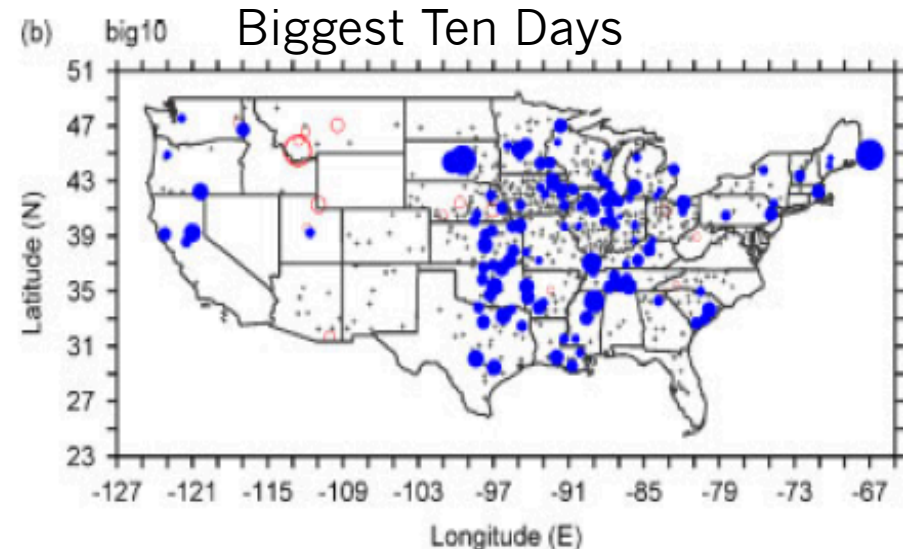 Biggest Ten Days
(b) big10
51
47
43
39
35
31
27
23
Latitude (N)
-127 -121 -115 -109 -103 -97 -91 -85 -79 -73 -67
Longitude (E)